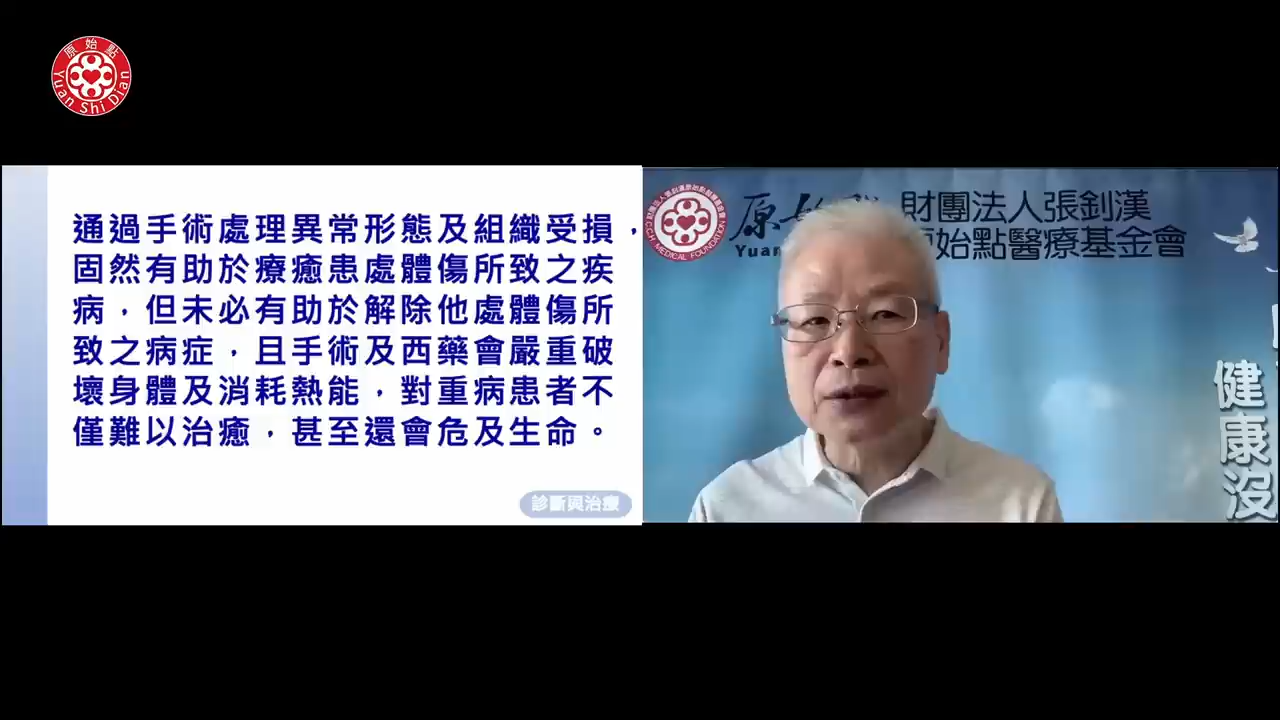 原始點
Yuan Shi Dian
通過手術處理異常形態及組織受損，
固然有助於療癒患處體傷所致之疾
病，但未必有助於解除他處體傷所
致之病症，且手術及西藥會嚴重破
壞身體及消耗熱能，對重病患者不
僅難以治癒，甚至還會危及生命。
診斷與治療
原始
財團法人張釗漢
Yuan
原始點醫療基金會
C.C.H. MEDICAL FOUNDATION
健康沒